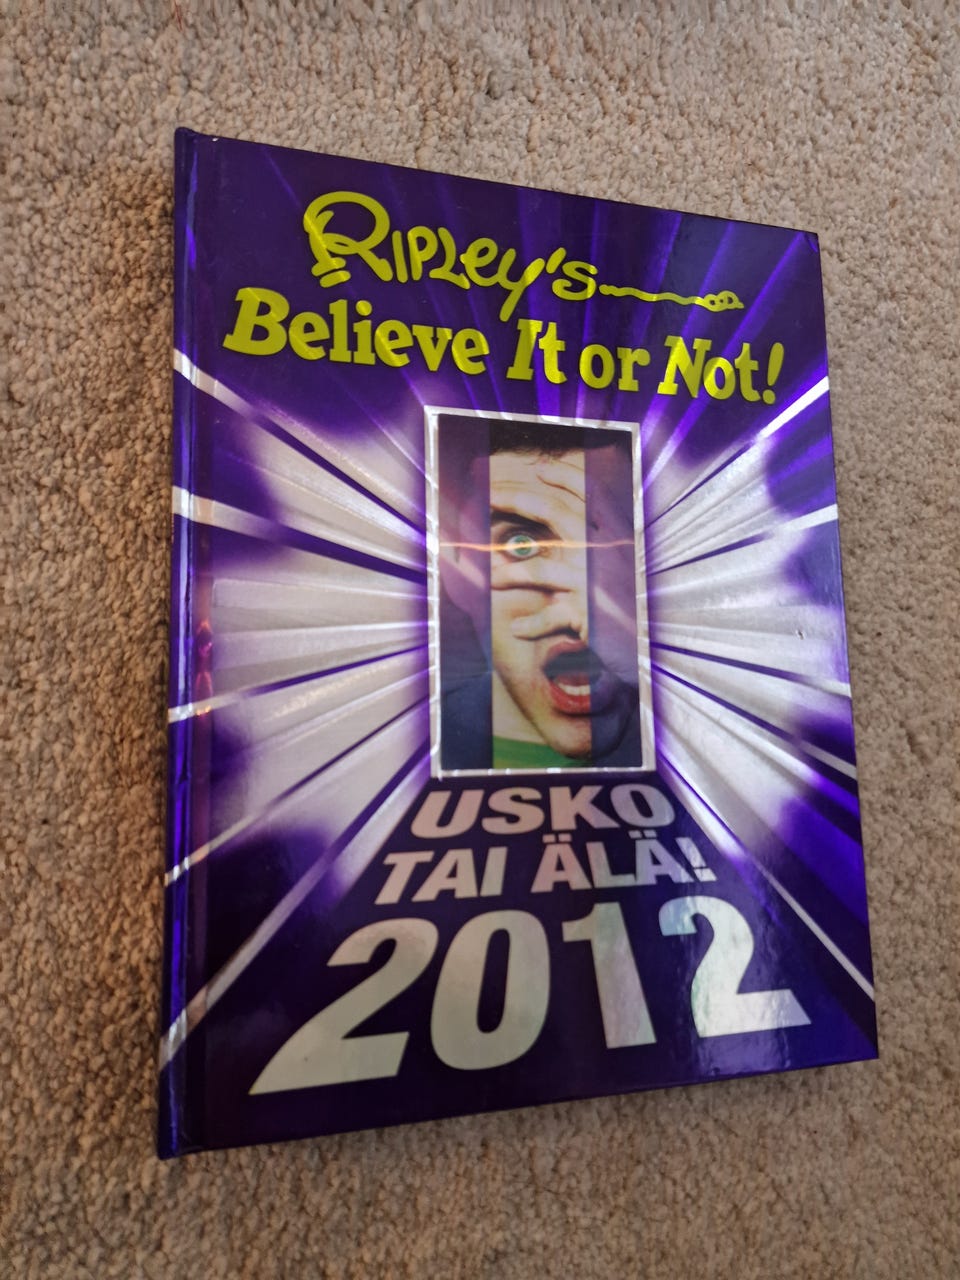 Ripley's
Believe It or Not!
USKO
TAI ÄLÄ!
2012